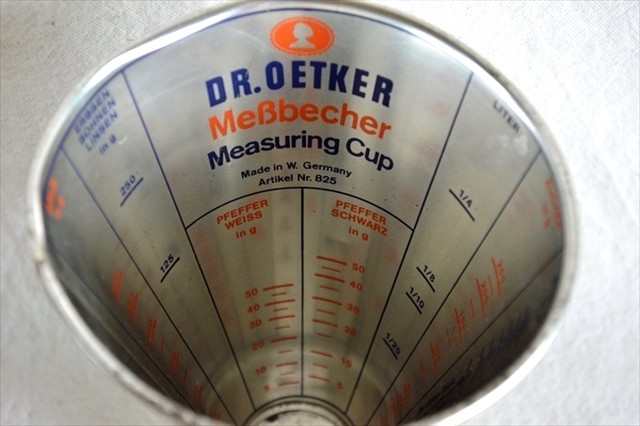 DR. OETKER
Meßbecher
Measuring Cup
Made in W. Germany
Artikel Nr. 825
ERBSEN
BOHNEN
LINSEN
in g
250
125
PFEFFER
WEISS
in g
50
40
30
20
10
5
PFEFFER
SCHWARZ
in g
50
40
30
25
15
5
LITER
1/4
1/8
1/10
1/20